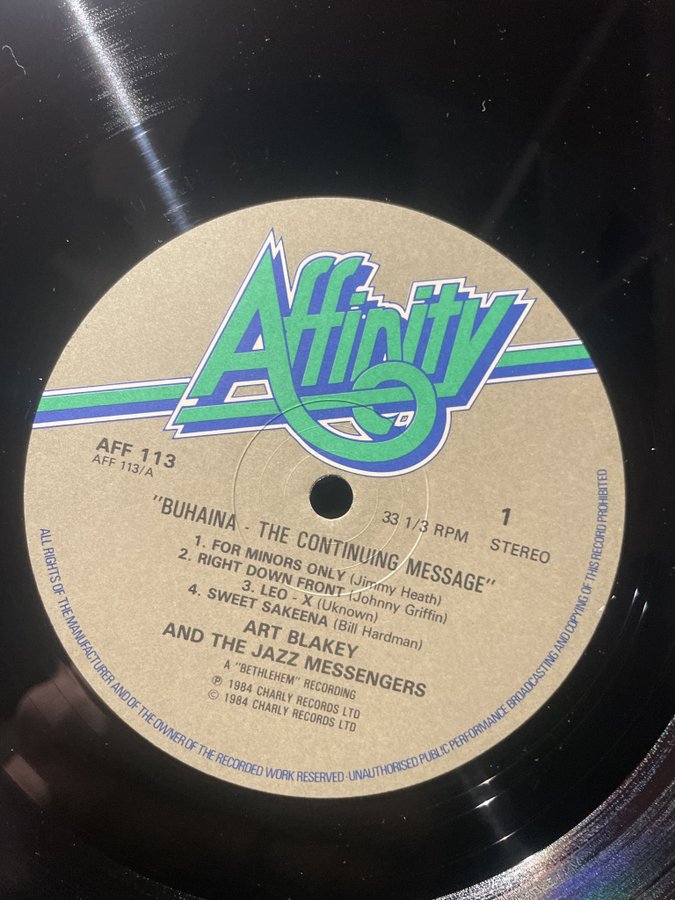 Affinity
AFF 113
AFF 113/A
33 1/3 RPM
1
STEREO
"BUHAINA - THE CONTINUING MESSAGE"
1. FOR MINORS ONLY (Jimmy Heath)
2. RIGHT DOWN FRONT (Johnny Griffin)
3. LEO - X (Uknown)
4. SWEET SAKEENA (Bill Hardman)
ART BLAKEY
AND THE JAZZ MESSENGERS
A "BETHLEHEM" RECORDING
℗ 1984 CHARLY RECORDS LTD
© 1984 CHARLY RECORDS LTD
ALL RIGHTS OF THE MANUFACTURER AND OF THE OWNER OF THE RECORDED WORK RESERVED · UNAUTHORISED PUBLIC PERFORMANCE BROADCASTING AND COPYING OF THIS RECORD PROHIBITED